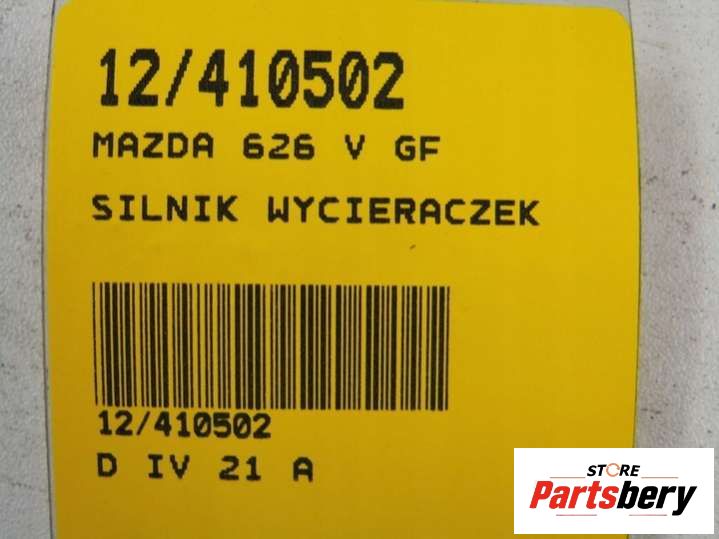 12/410502
MAZDA 626 V GF
SILNIK WYCIERACZEK
12/410502
D IV 21 A
STORE
Partsbery